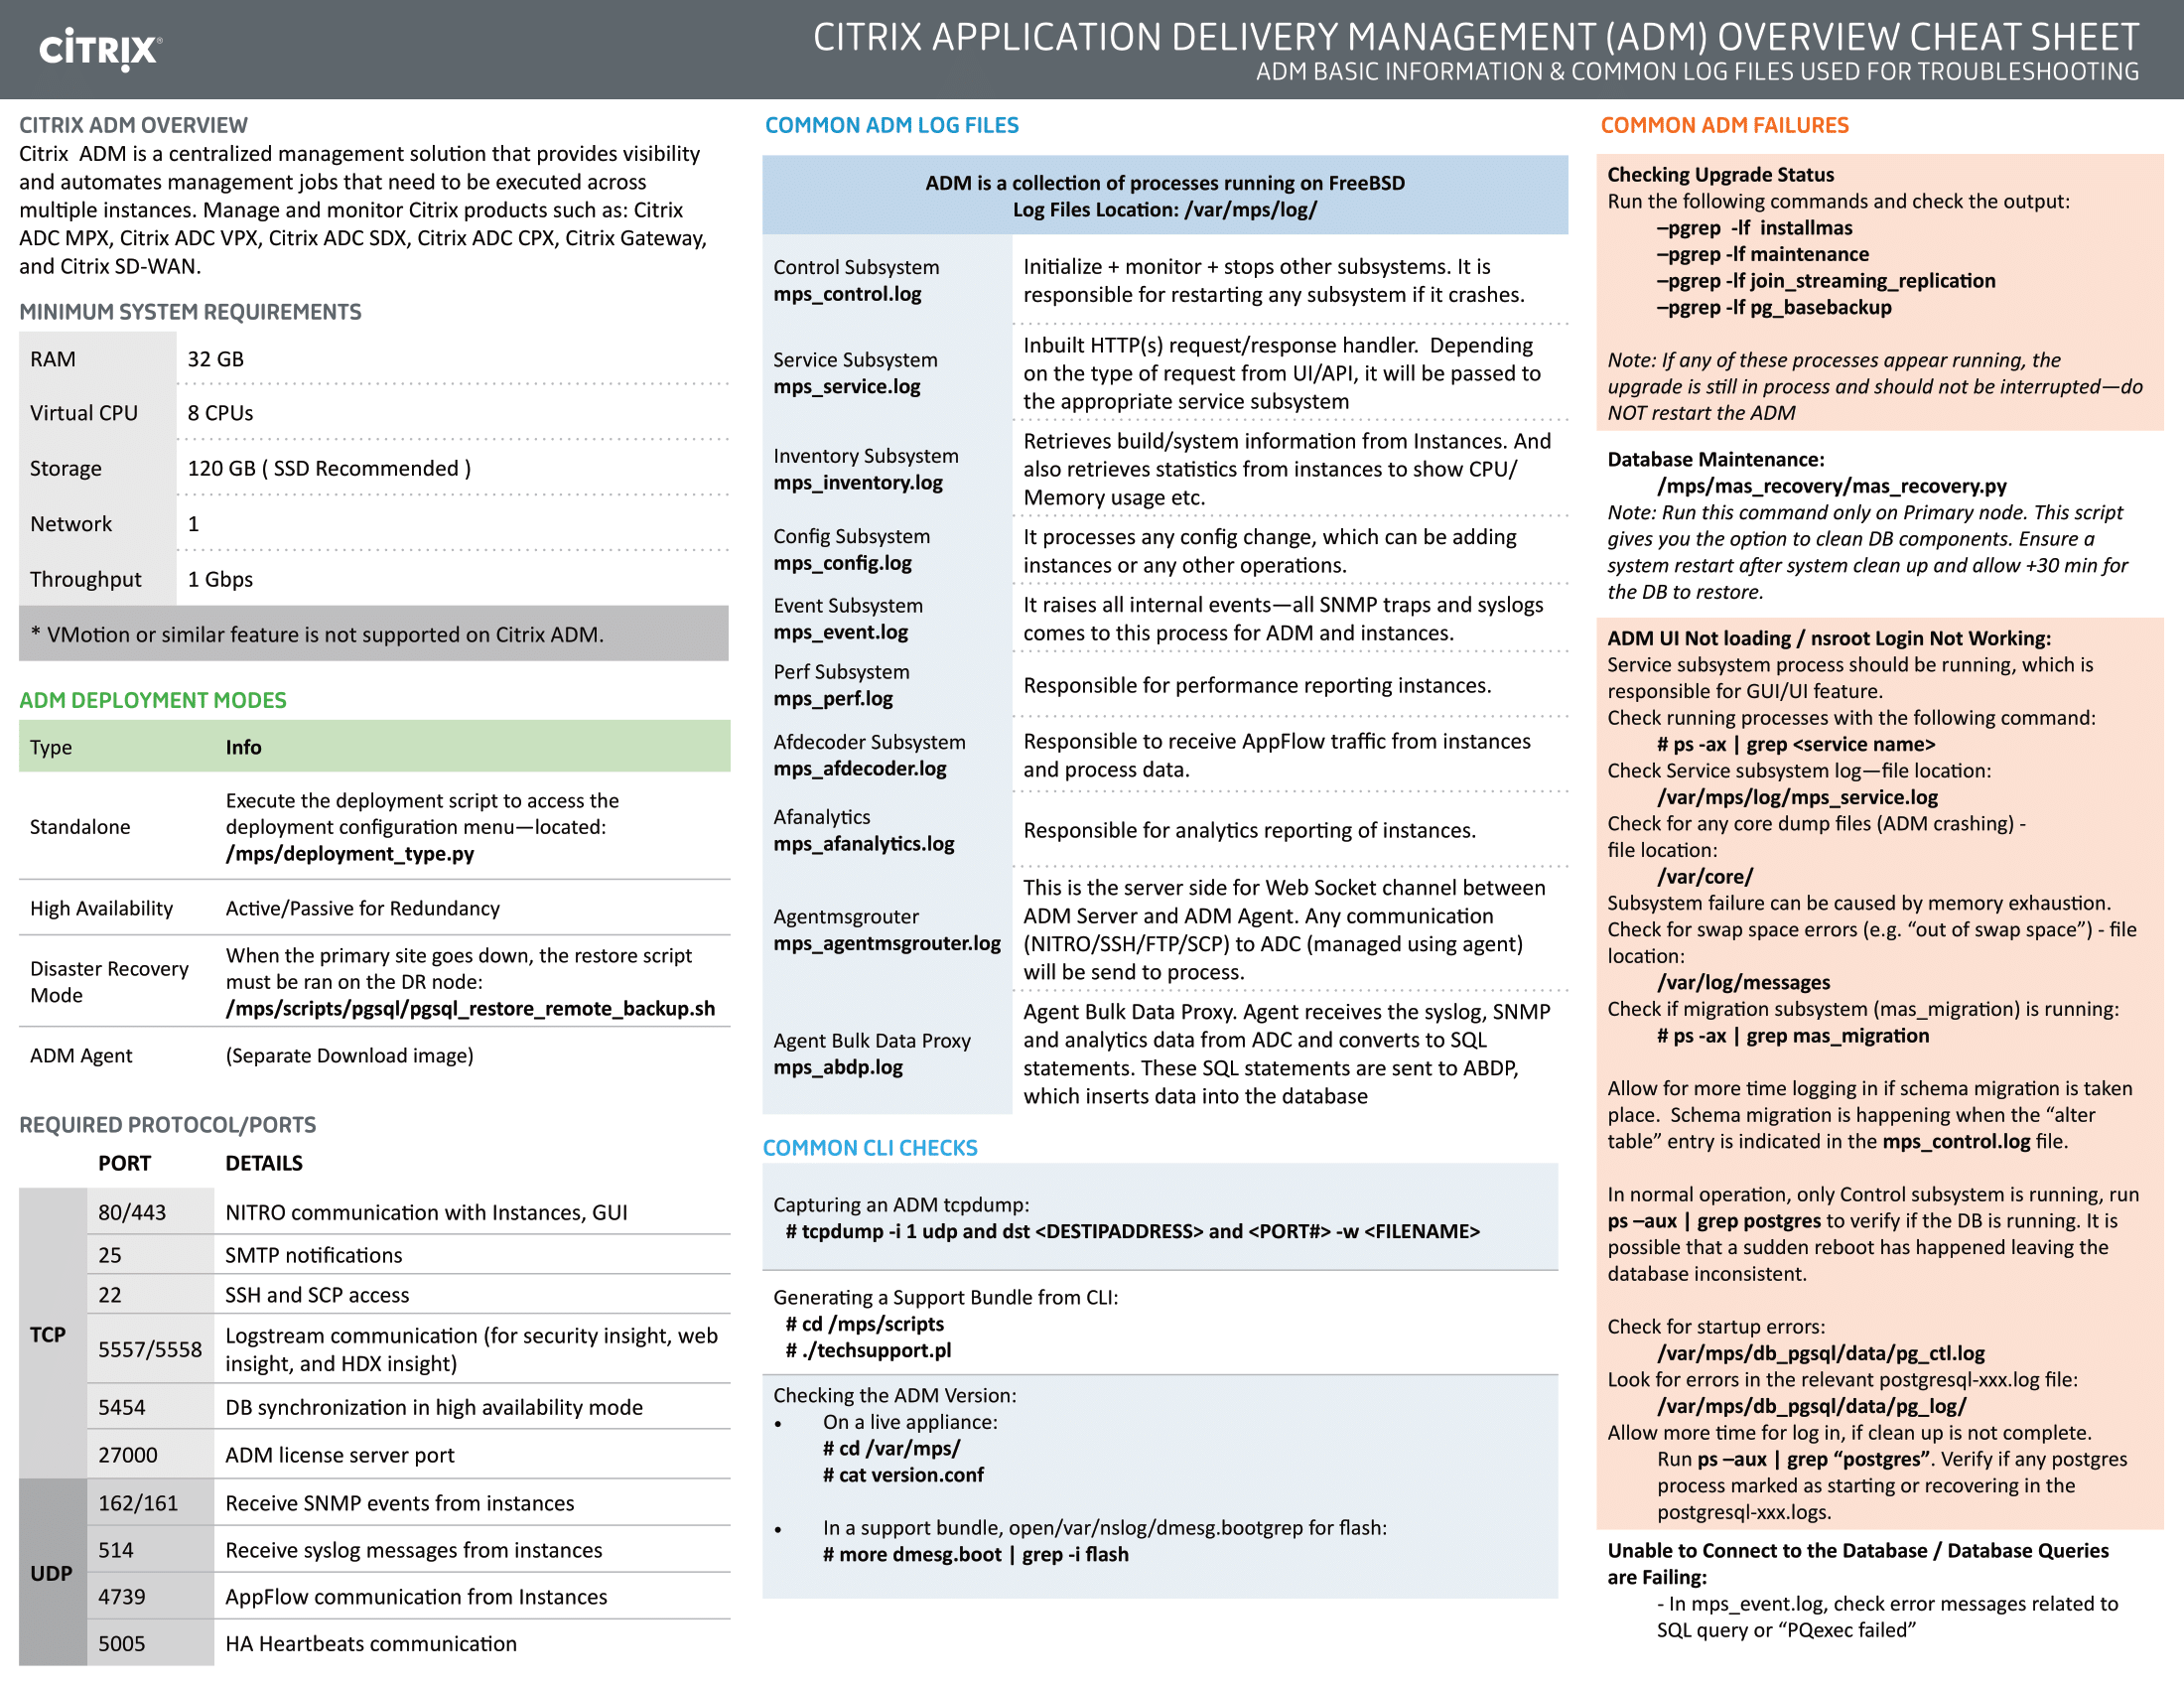 CİTRIX®
CITRIX APPLICATION DELIVERY MANAGEMENT (ADM) OVERVIEW CHEAT SHEET
ADM BASIC INFORMATION & COMMON LOG FILES USED FOR TROUBLESHOOTING
CITRIX ADM OVERVIEW
Citrix  ADM is a centralized management solution that provides visibility
and automates management jobs that need to be executed across
multiple instances. Manage and monitor Citrix products such as: Citrix
ADC MPX, Citrix ADC VPX, Citrix ADC SDX, Citrix ADC CPX, Citrix Gateway,
and Citrix SD-WAN.
MINIMUM SYSTEM REQUIREMENTS
RAM 32 GB
Virtual CPU 8 CPUs
Storage 120 GB ( SSD Recommended )
Network 1
Throughput 1 Gbps
* VMotion or similar feature is not supported on Citrix ADM.
ADM DEPLOYMENT MODES
Type Info
Standalone
Execute the deployment script to access the
deployment configuration menu—located:
/mps/deployment_type.py
High Availability Active/Passive for Redundancy
Disaster Recovery
Mode
When the primary site goes down, the restore script
must be ran on the DR node:
/mps/scripts/pgsql/pgsql_restore_remote_backup.sh
ADM Agent (Separate Download image)
REQUIRED PROTOCOL/PORTS
PORT DETAILS
TCP
80/443 NITRO communication with Instances, GUI
25 SMTP notifications
22 SSH and SCP access
5557/5558 Logstream communication (for security insight, web
insight, and HDX insight)
5454 DB synchronization in high availability mode
27000 ADM license server port
UDP
162/161 Receive SNMP events from instances
514 Receive syslog messages from instances
4739 AppFlow communication from Instances
5005 HA Heartbeats communication
COMMON ADM LOG FILES
ADM is a collection of processes running on FreeBSD
Log Files Location: /var/mps/log/
Control Subsystem
mps_control.log
Initialize + monitor + stops other subsystems. It is
responsible for restarting any subsystem if it crashes.
Service Subsystem
mps_service.log
Inbuilt HTTP(s) request/response handler.  Depending
on the type of request from UI/API, it will be passed to
the appropriate service subsystem
Inventory Subsystem
mps_inventory.log
Retrieves build/system information from Instances. And
also retrieves statistics from instances to show CPU/
Memory usage etc.
Config Subsystem
mps_config.log
It processes any config change, which can be adding
instances or any other operations.
Event Subsystem
mps_event.log
It raises all internal events—all SNMP traps and syslogs
comes to this process for ADM and instances.
Perf Subsystem
mps_perf.log
Responsible for performance reporting instances.
Afdecoder Subsystem
mps_afdecoder.log
Responsible to receive AppFlow traffic from instances
and process data.
Afanalytics
mps_afanalytics.log
Responsible for analytics reporting of instances.
Agentmsgrouter
mps_agentmsgrouter.log
This is the server side for Web Socket channel between
ADM Server and ADM Agent. Any communication
(NITRO/SSH/FTP/SCP) to ADC (managed using agent)
will be send to process.
Agent Bulk Data Proxy
mps_abdp.log
Agent Bulk Data Proxy. Agent receives the syslog, SNMP
and analytics data from ADC and converts to SQL
statements. These SQL statements are sent to ABDP,
which inserts data into the database
COMMON CLI CHECKS
Capturing an ADM tcpdump:
# tcpdump -i 1 udp and dst <DESTIPADDRESS> and <PORT#> -w <FILENAME>
Generating a Support Bundle from CLI:
# cd /mps/scripts
# ./techsupport.pl
Checking the ADM Version:
• On a live appliance:
# cd /var/mps/
# cat version.conf
• In a support bundle, open/var/nslog/dmesg.bootgrep for flash:
# more dmesg.boot | grep -i flash
COMMON ADM FAILURES
Checking Upgrade Status
Run the following commands and check the output:
–pgrep  -lf  installmas
–pgrep -lf maintenance
–pgrep -lf join_streaming_replication
–pgrep -lf pg_basebackup
Note: If any of these processes appear running, the
upgrade is still in process and should not be interrupted—do
NOT restart the ADM
Database Maintenance:
/mps/mas_recovery/mas_recovery.py
Note: Run this command only on Primary node. This script
gives you the option to clean DB components. Ensure a
system restart after system clean up and allow +30 min for
the DB to restore.
ADM UI Not loading / nsroot Login Not Working:
Service subsystem process should be running, which is
responsible for GUI/UI feature.
Check running processes with the following command:
# ps -ax | grep <service name>
Check Service subsystem log—file location:
/var/mps/log/mps_service.log
Check for any core dump files (ADM crashing) -
file location:
/var/core/
Subsystem failure can be caused by memory exhaustion.
Check for swap space errors (e.g. “out of swap space”) - file
location:
/var/log/messages
Check if migration subsystem (mas_migration) is running:
# ps -ax | grep mas_migration
Allow for more time logging in if schema migration is taken
place.  Schema migration is happening when the “alter
table” entry is indicated in the mps_control.log file.
In normal operation, only Control subsystem is running, run
ps –aux | grep postgres to verify if the DB is running. It is
possible that a sudden reboot has happened leaving the
database inconsistent.
Check for startup errors:
/var/mps/db_pgsql/data/pg_ctl.log
Look for errors in the relevant postgresql-xxx.log file:
/var/mps/db_pgsql/data/pg_log/
Allow more time for log in, if clean up is not complete.
Run ps –aux | grep “postgres”. Verify if any postgres
process marked as starting or recovering in the
postgresql-xxx.logs.
Unable to Connect to the Database / Database Queries
are Failing:
- In mps_event.log, check error messages related to
SQL query or “PQexec failed”